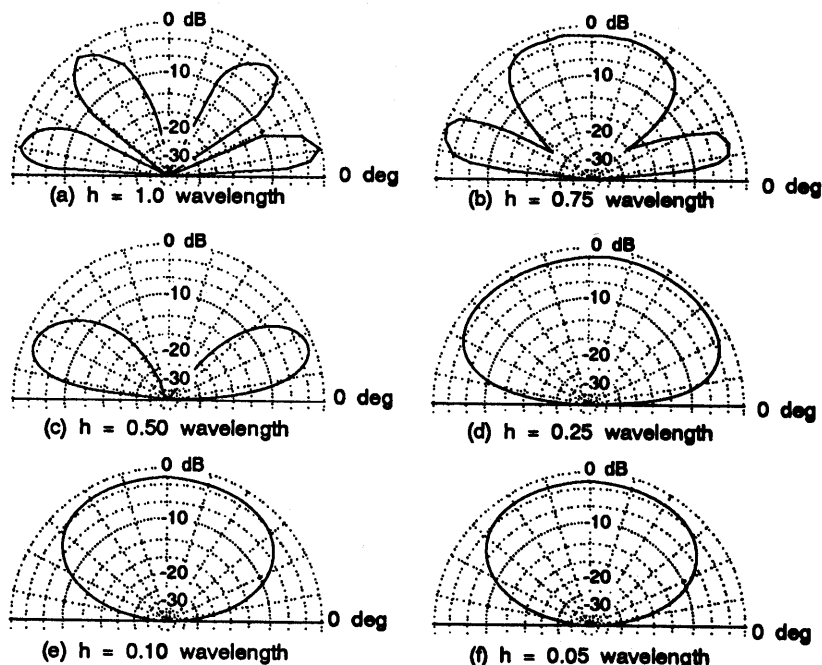 0 dB
-10
-20
-30
0 deg
(a) h = 1.0 wavelength
0 dB
-10
-20
-30
0 deg
(b) h = 0.75 wavelength
0 dB
-10
-20
-30
0 deg
(c) h = 0.50 wavelength
0 dB
-10
-20
-30
0 deg
(d) h = 0.25 wavelength
0 dB
-10
-20
-30
0 deg
(e) h = 0.10 wavelength
0 dB
-10
-20
-30
0 deg
(f) h = 0.05 wavelength